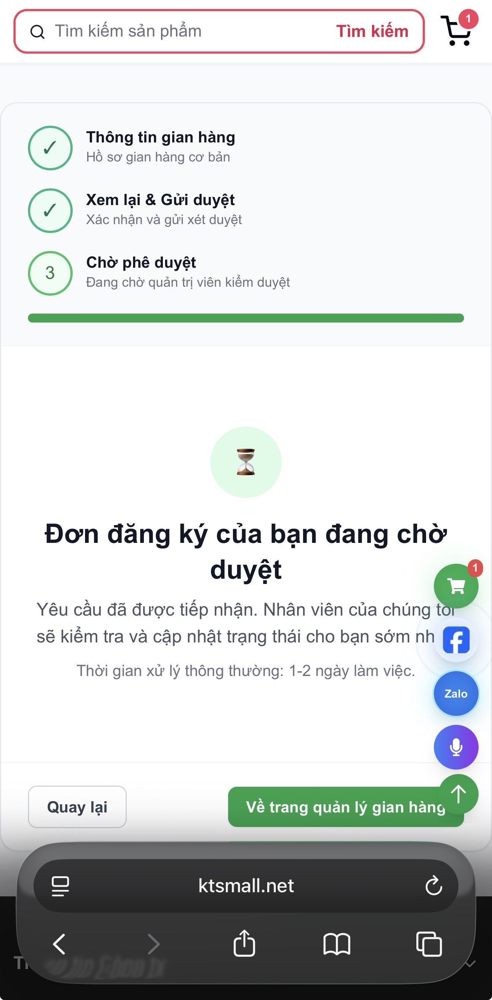 Tìm kiếm sản phẩm
Tìm kiếm
1
✓
Thông tin gian hàng
Hồ sơ gian hàng cơ bản
✓
Xem lại & Gửi duyệt
Xác nhận và gửi xét duyệt
3
Chờ phê duyệt
Đang chờ quản trị viên kiểm duyệt
Đơn đăng ký của bạn đang chờ
duyệt
1
Yêu cầu đã được tiếp nhận. Nhân viên của chúng tôi
sẽ kiểm tra và cập nhật trạng thái cho bạn sớm
Thời gian xử lý thông thường: 1-2 ngày làm việc.
Zalo
Quay lại
Về trang quản lý gian hàng
ktsmall.net